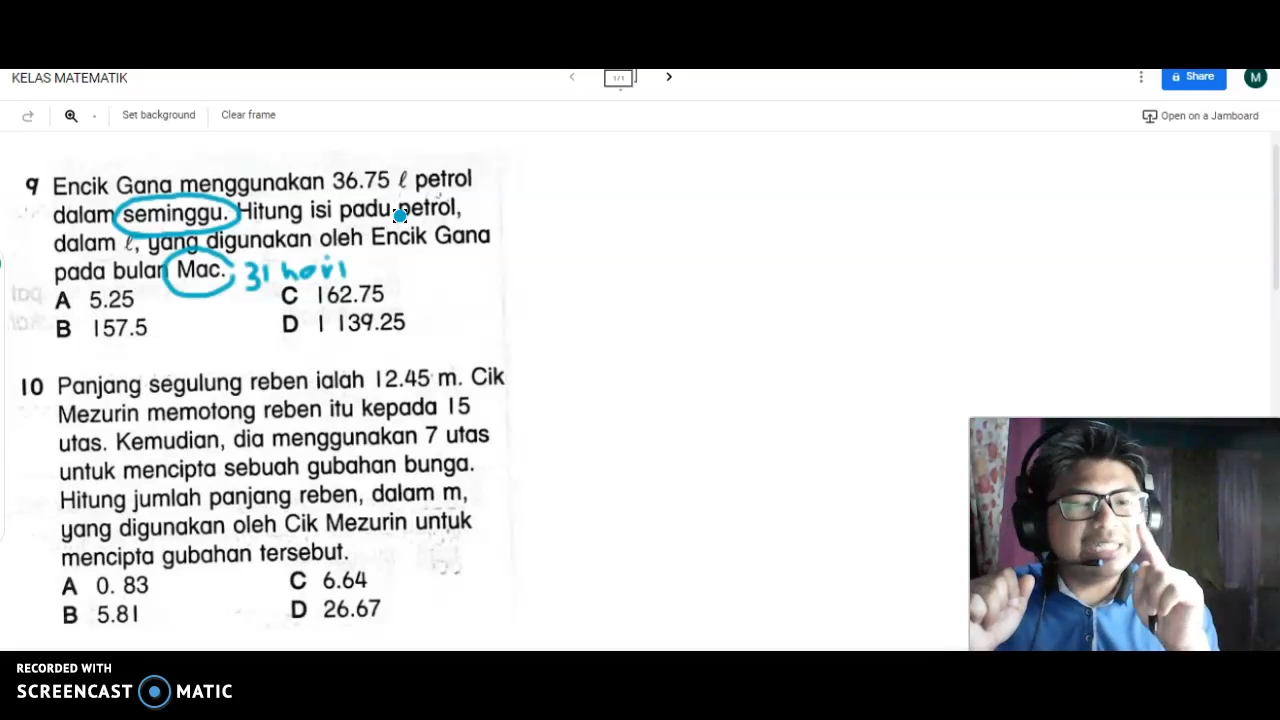 KELAS MATEMATIK
1/1
Share
M
Set background
Clear frame
Open on a Jamboard
9 Encik Gana menggunakan 36.75 ℓ petrol
dalam seminggu. Hitung isi padu petrol,
dalam ℓ, yang digunakan oleh Encik Gana
pada bulan Mac. 31 hari
A 5.25 C 162.75
B 157.5 D 1 139.25
10 Panjang segulung reben ialah 12.45 m. Cik
Mezurin memotong reben itu kepada 15
utas. Kemudian, dia menggunakan 7 utas
untuk mencipta sebuah gubahan bunga.
Hitung jumlah panjang reben, dalam m,
yang digunakan oleh Cik Mezurin untuk
mencipta gubahan tersebut.
A 0. 83 C 6.64
B 5.81 D 26.67
RECORDED WITH
SCREENCAST MATIC